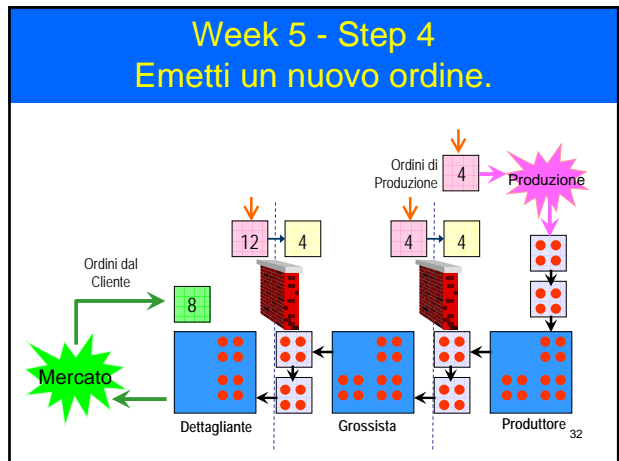 Week 5 - Step 4
Emetti un nuovo ordine.
Ordini di
Produzione
4
Produzione
12
4
4
4
Ordini dal
Cliente
8
Mercato
Dettagliante
Grossista
Produttore
32